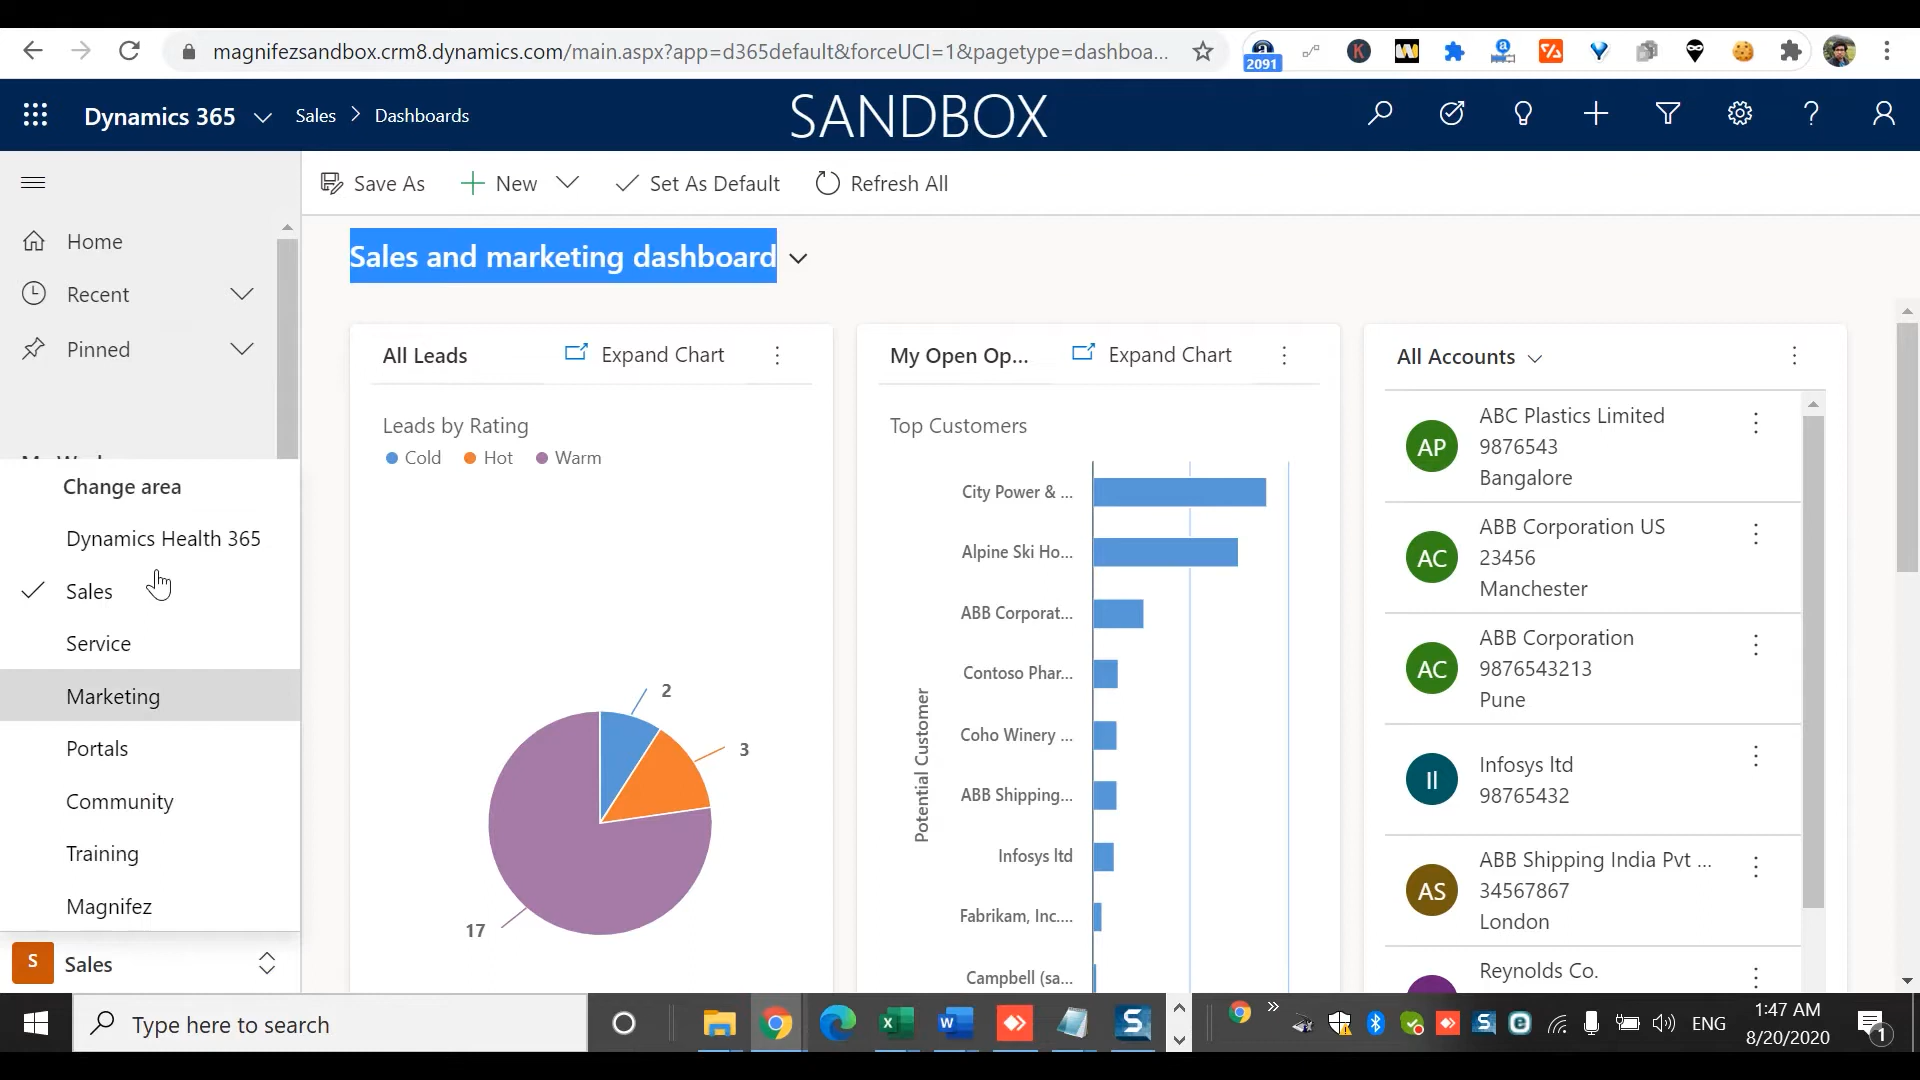 magnifezsandbox.crm8.dynamics.com/main.aspx?app=d365default&forceUCI=1&pagetype=dashboa...
2091
Dynamics 365
Sales > Dashboards
SANDBOX
Save As
New
Set As Default
Refresh All
Home
Recent
Pinned
Change area
Dynamics Health 365
Sales
Service
Marketing
Portals
Community
Training
Magnifez
S
Sales
Sales and marketing dashboard
All Leads
Expand Chart
Leads by Rating
Cold
Hot
Warm
2
3
17
My Open Op...
Expand Chart
Top Customers
Potential Customer
City Power & ...
Alpine Ski Ho...
ABB Corporat...
Contoso Phar...
Coho Winery ...
ABB Shipping...
Infosys ltd
Fabrikam, Inc....
Campbell (sa...
All Accounts
AP
ABC Plastics Limited
9876543
Bangalore
AC
ABB Corporation US
23456
Manchester
AC
ABB Corporation
9876543213
Pune
II
Infosys ltd
98765432
AS
ABB Shipping India Pvt ...
34567867
London
Reynolds Co.
Type here to search
ENG
1:47 AM
8/20/2020
1